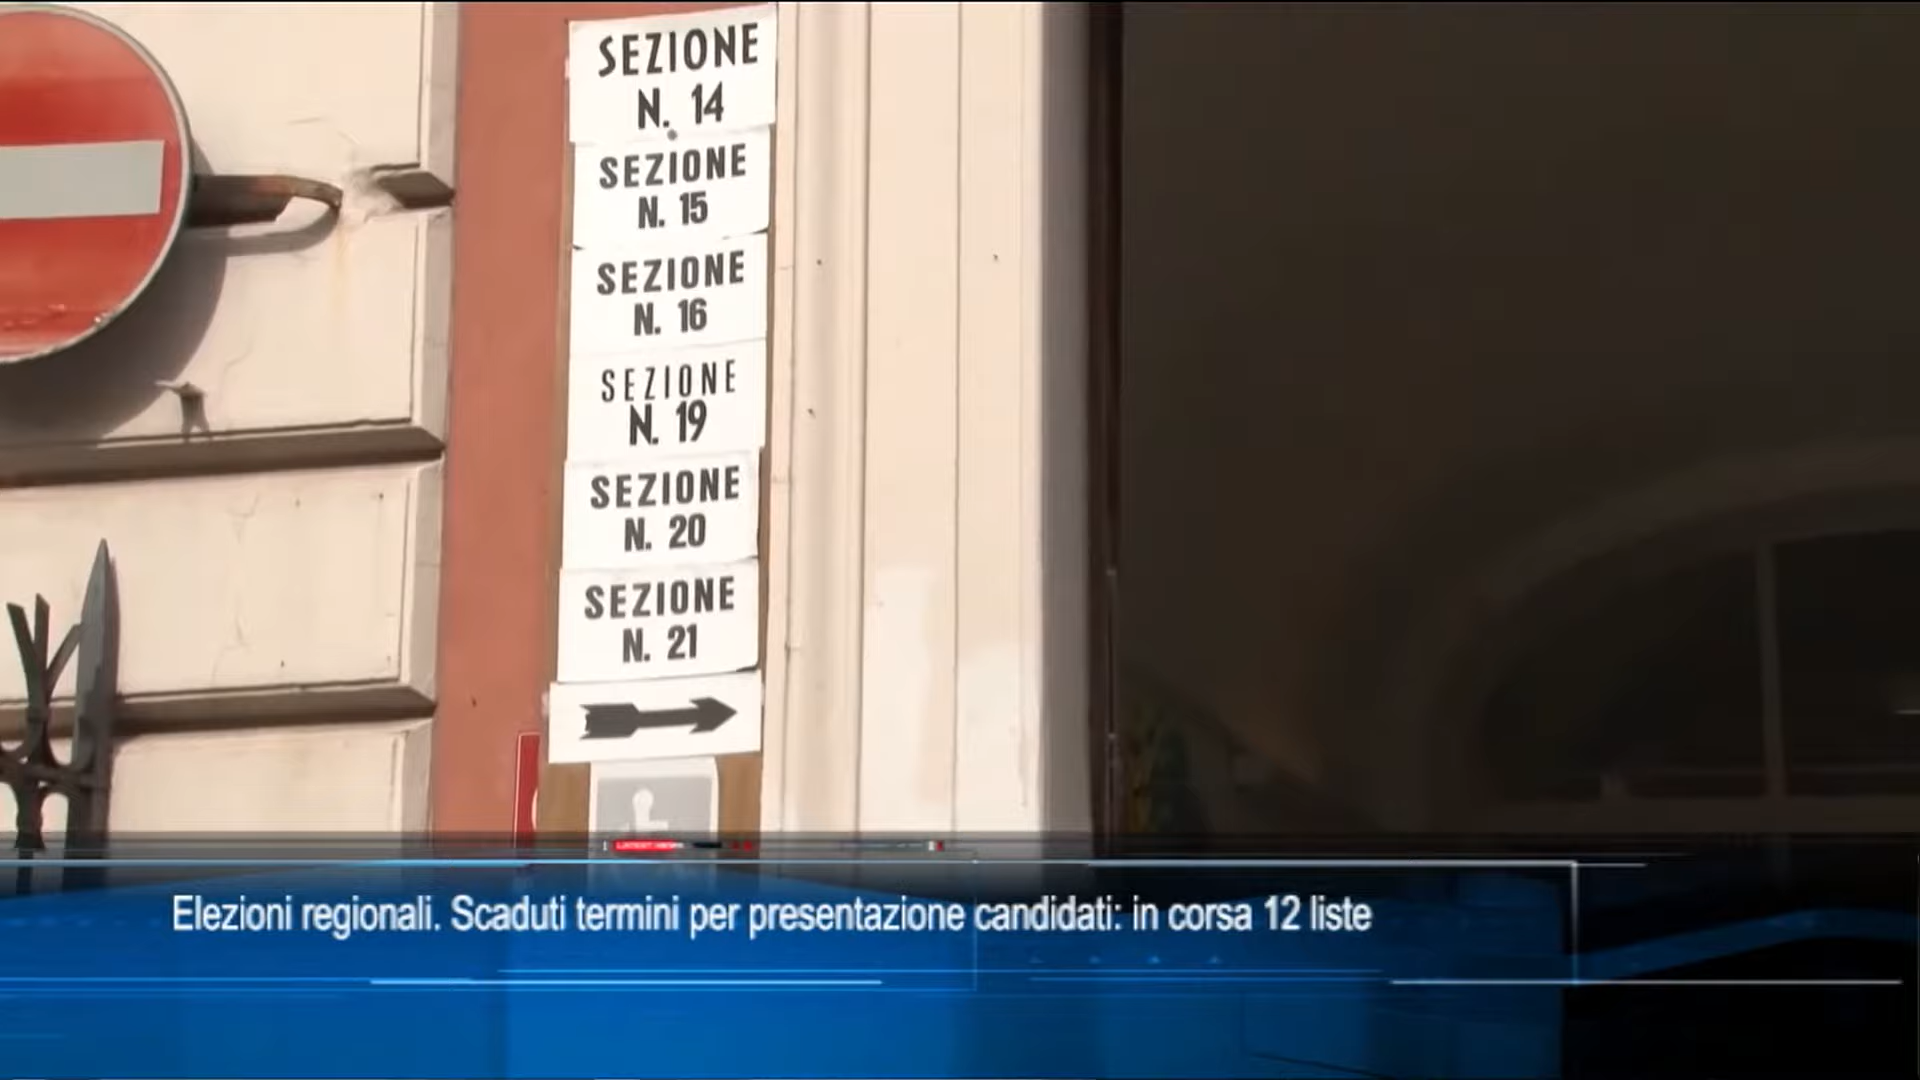 SEZIONE
N. 14
SEZIONE
N. 15
SEZIONE
N. 16
SEZIONE
N. 19
SEZIONE
N. 20
SEZIONE
N. 21
Elezioni regionali. Scaduti termini per presentazione candidati: in corsa 12 liste